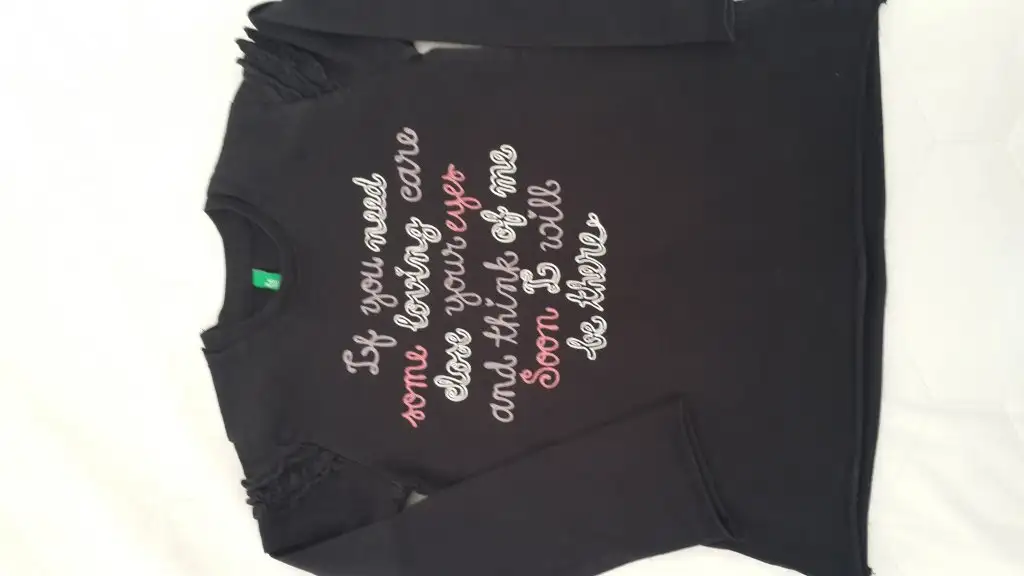 If you need
some loving care
close your eyes
and think of me
Soon I will
be there